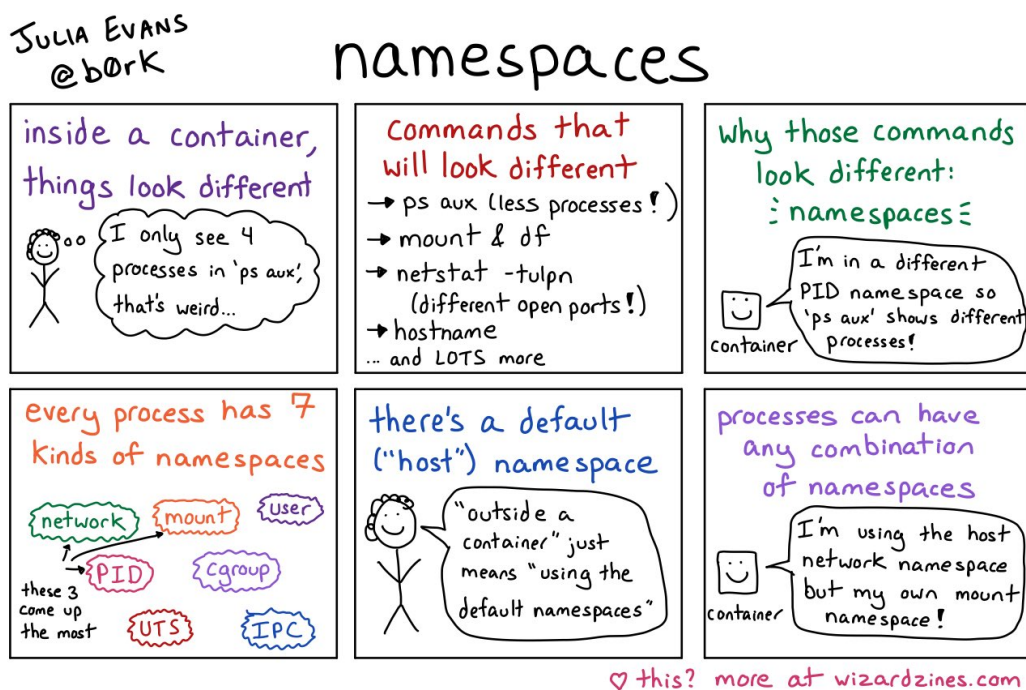 JULIA EVANS
@b0rk
namespaces
inside a container,
things look different
I only see 4
processes in 'ps aux',
that's weird...
commands that
will look different
→ ps aux (less processes!)
→ mount & df
→ netstat -tulpn
(different open ports!)
→ hostname
... and LOTS more
why those commands
look different:
namespaces
I'm in a different
PID namespace so
'ps aux' shows different
processes!
container
every process has 7
kinds of namespaces
network
mount
user
PID
cgroup
these 3
come up
the most
UTS
IPC
there's a default
("host") namespace
"outside a
container" just
means "using the
default namespaces"
processes can have
any combination
of namespaces
I'm using the host
network namespace
but my own mount
namespace!
container
♡ this? more at wizardzines.com